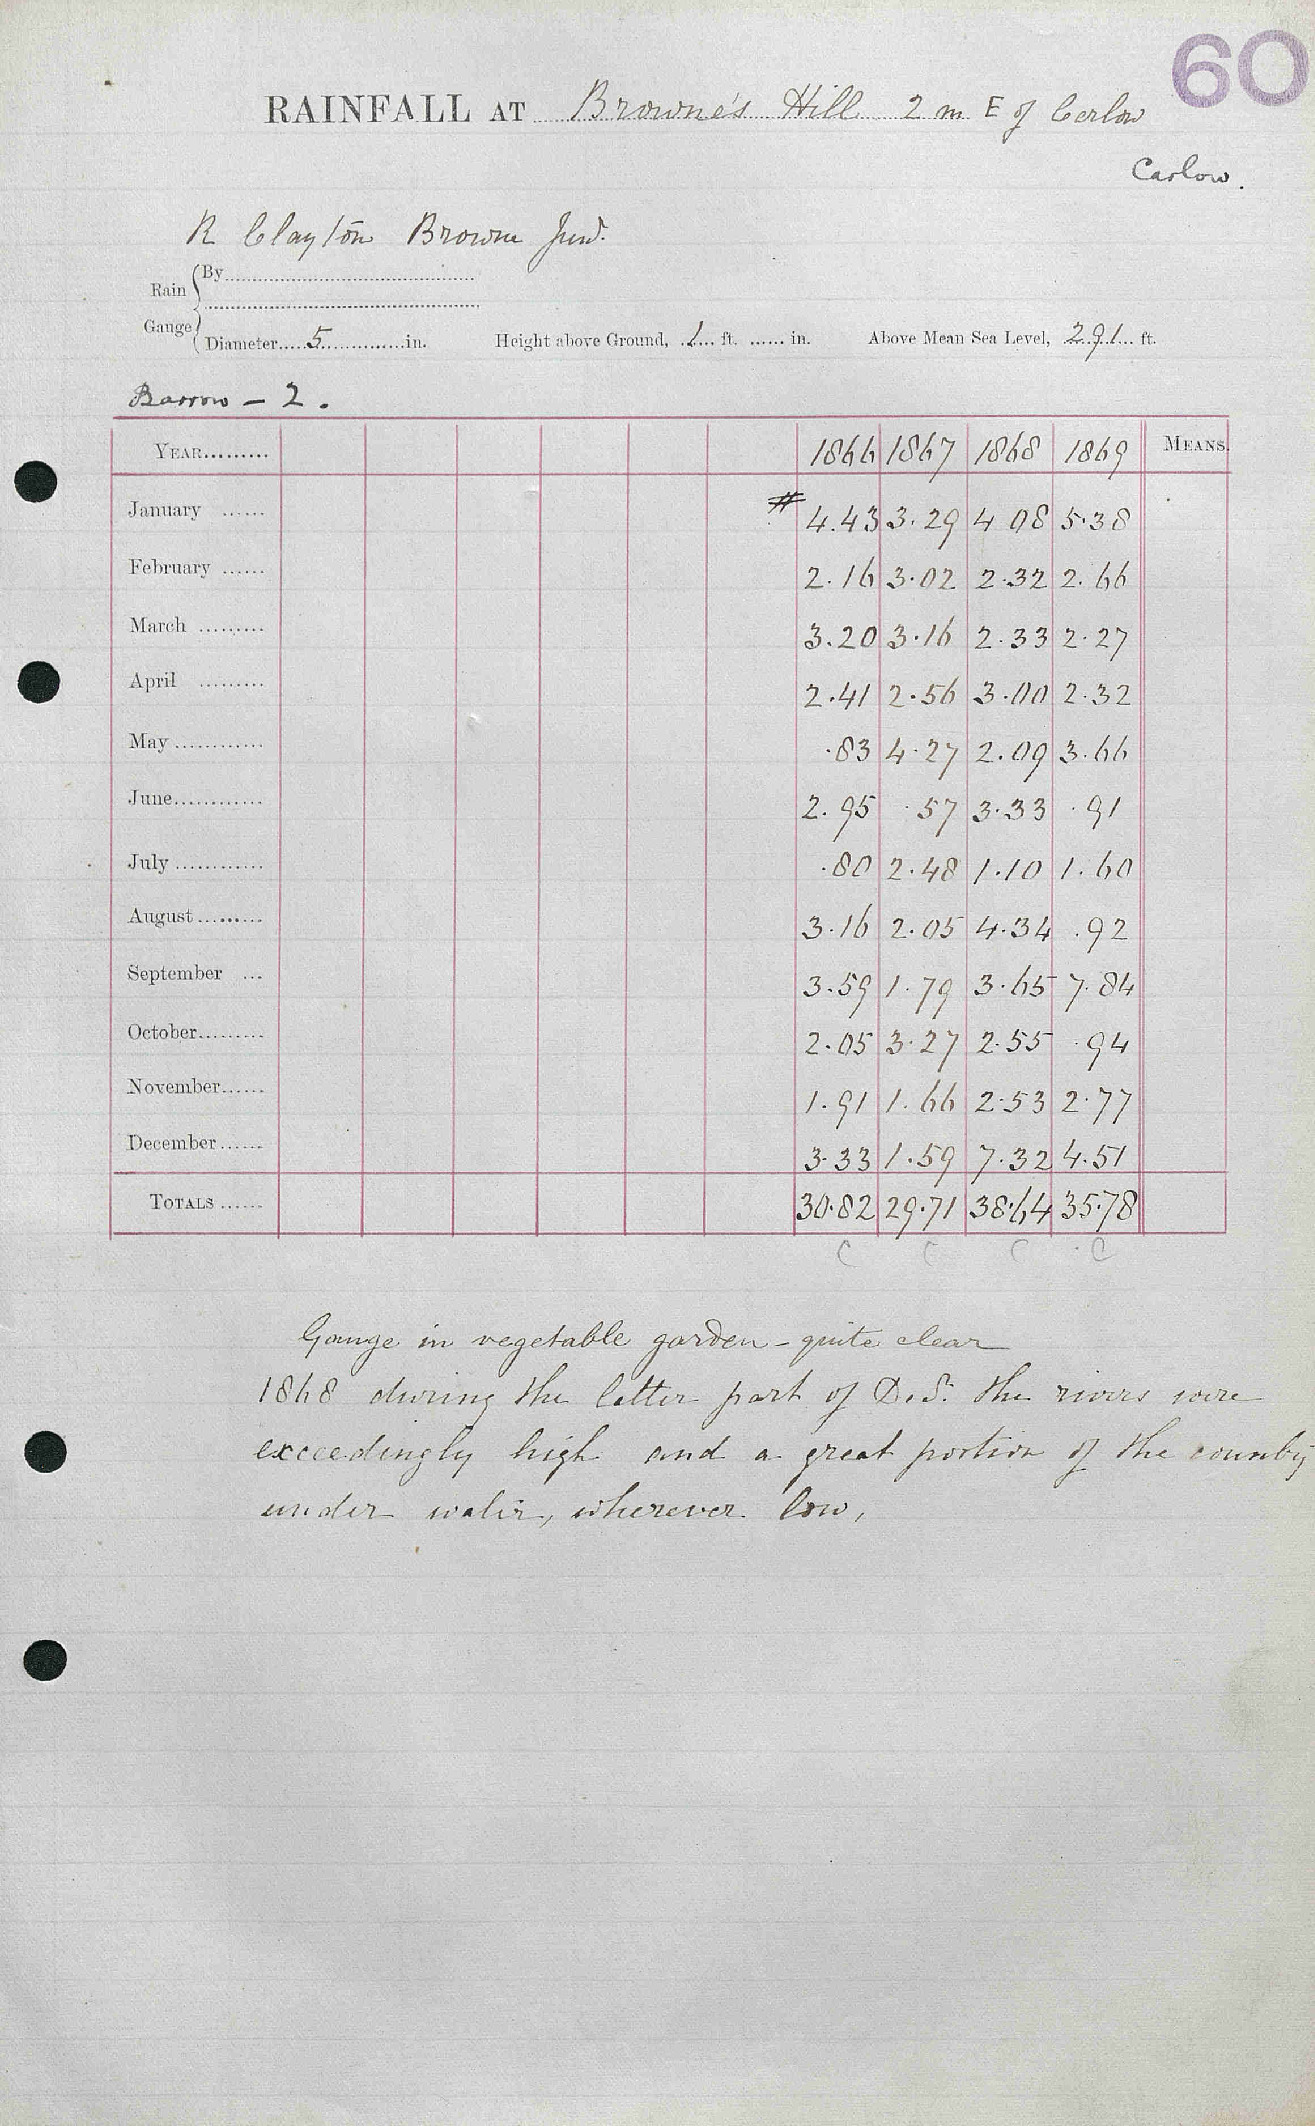 60
RAINFALL AT Browne's Hill 2 m E of Carlow
Carlow.
R Clayton Browne Junr.
Rain Gauge
By
Diameter 5 in. Height above Ground, 1 ft. in. Above Mean Sea Level, 291 ft.
Barrow - 2.
YEAR 1866 1867 1868 1869 MEANS.
January # 4.43 3.29 4 08 5.38
February 2.16 3.02 2.32 2.66
March 3.20 3.16 2.33 2.27
April 2.41 2.56 3.00 2.32
May .83 4.27 2.09 3.66
June 2.95 .57 3.33 .91
July .80 2.48 1.10 1.60
August 3.16 2.05 4.34 .92
September 3.59 1.79 3.65 7.84
October 2.05 3.27 2.55 .94
November 1.91 1.66 2.53 2.77
December 3.33 1.59 7.32 4.51
TOTALS 30.82 29.71 38.64 35.78
C C C C
Gauge in vegetable garden - quite clear
1868 during the latter part of the rivers were
exceedingly high and a great portion of the country
under water, wherever low,